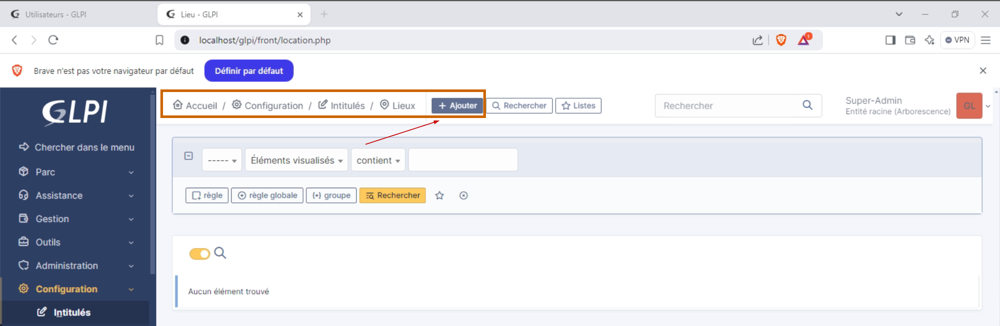 Utilisateurs - GLPI
Lieu - GLPI
localhost/glpi/front/location.php
1
VPN
Brave n'est pas votre navigateur par défaut
Définir par défaut
GLPI
Accueil / Configuration / Intitulés / Lieux
+ Ajouter
Rechercher
Listes
Rechercher
Super-Admin
Entité racine (Arborescence)
GL
Chercher dans le menu
Parc
Assistance
Gestion
Outils
Administration
Configuration
Intitulés
-----
Éléments visualisés
contient
règle
règle globale
{+} groupe
Rechercher
Aucun élément trouvé